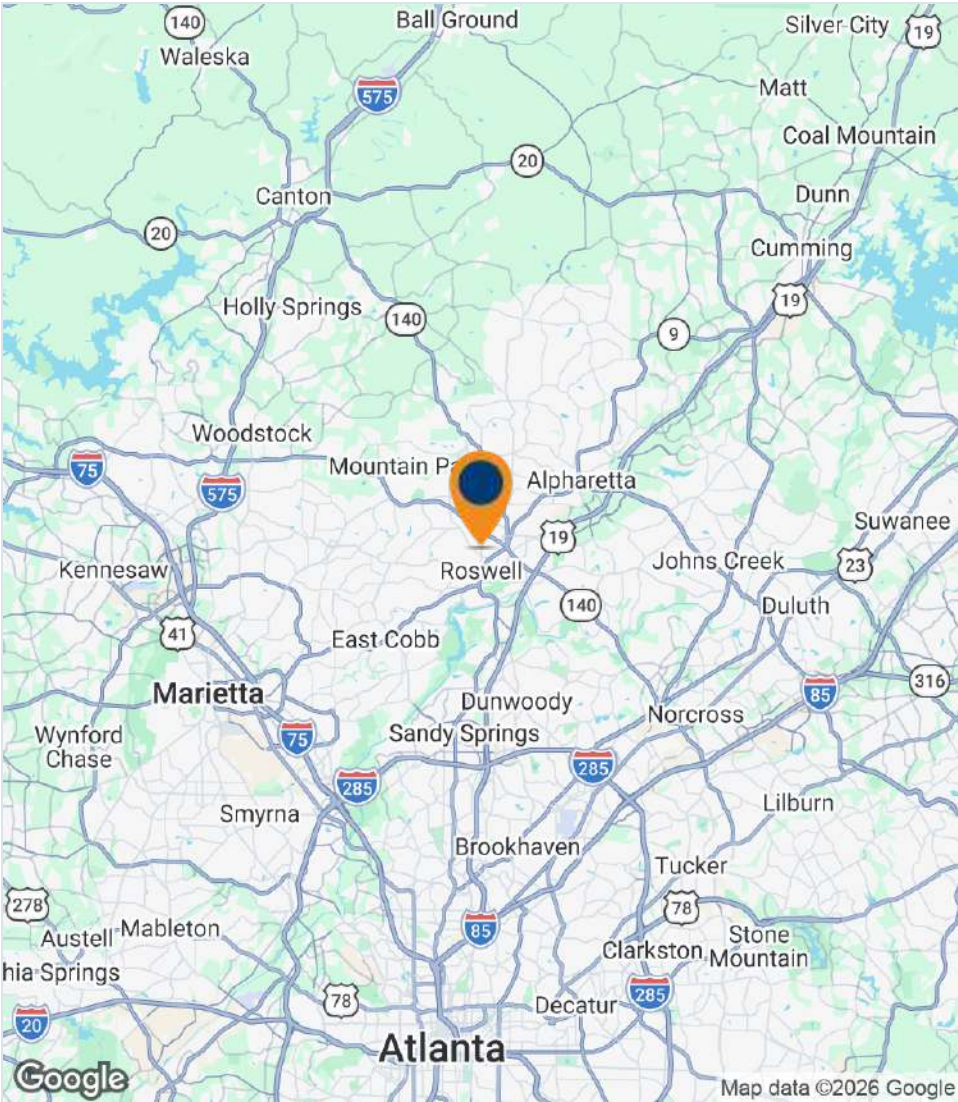 140
Ball Ground
Silver City
19
Waleska
575
Matt
Coal Mountain
20
Canton
Dunn
20
Cumming
Holly Springs
140
19
9
Woodstock
75
Mountain Pa
575
Alpharetta
Suwanee
19
Kennesaw
Roswell
Johns Creek
23
140
Duluth
41
East Cobb
316
Marietta
Dunwoody
85
Norcross
Wynford
Chase
75
Sandy Springs
285
285
Smyrna
Lilburn
Brookhaven
Tucker
278
78
Austell
Mableton
85
Clarkston
Stone
Mountain
hia Springs
78
Decatur
285
20
Atlanta
Google
Map data ©2026 Google